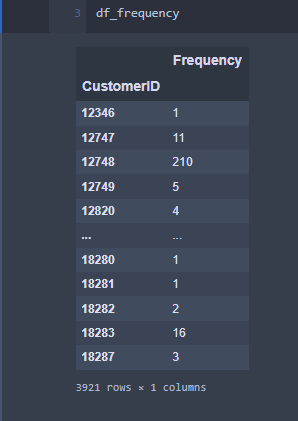 3 df_frequency
Frequency
CustomerID
12346 1
12747 11
12748 210
12749 5
12820 4
... ...
18280 1
18281 1
18282 2
18283 16
18287 3
3921 rows × 1 columns